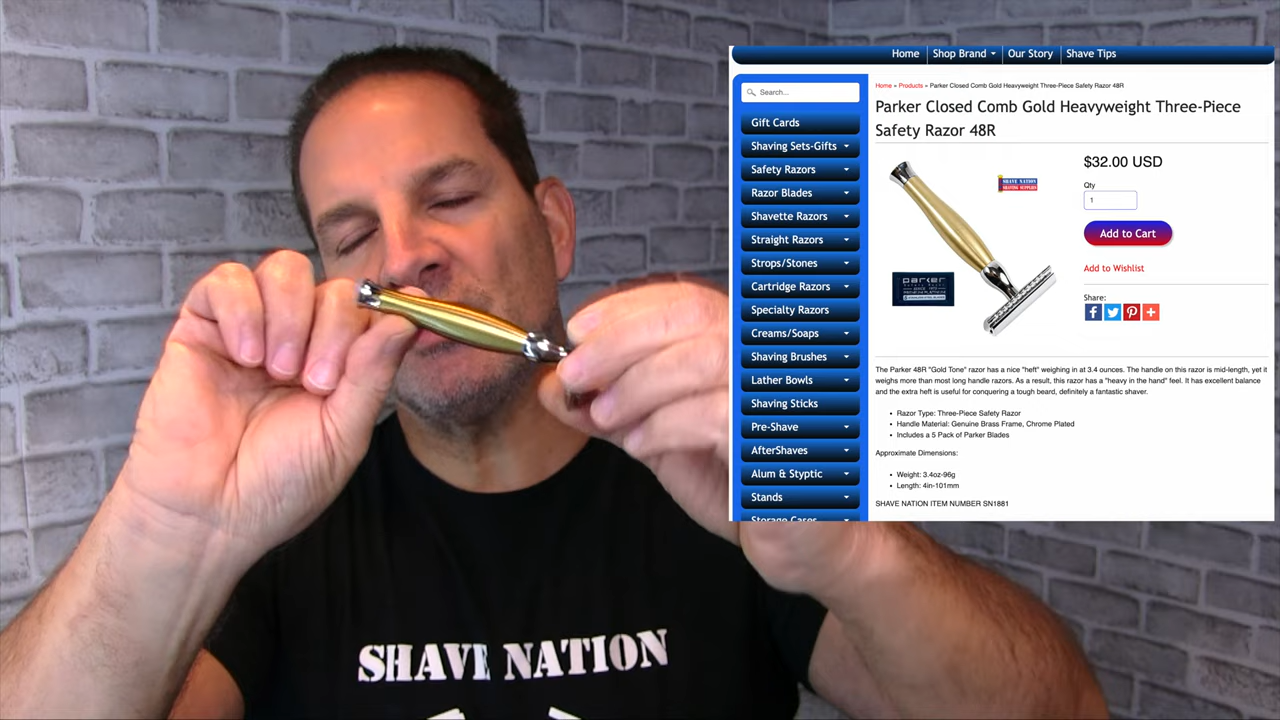 Home
Shop Brand
Our Story
Shave Tips
Search...
Gift Cards
Shaving Sets-Gifts
Safety Razors
Razor Blades
Shavette Razors
Straight Razors
Strops/Stones
Cartridge Razors
Specialty Razors
Creams/Soaps
Shaving Brushes
Lather Bowls
Shaving Sticks
Pre-Shave
AfterShaves
Alum & Styptic
Stands
Storage Cases
Home » Products » Parker Closed Comb Gold Heavyweight Three-Piece Safety Razor 48R
Parker Closed Comb Gold Heavyweight Three-Piece
Safety Razor 48R
SHAVE NATION
SHAVING SUPPLIES
parker
$32.00 USD
Qty
1
Add to Cart
Add to Wishlist
Share:
The Parker 48R "Gold Tone" razor has a nice "heft" weighing in at 3.4 ounces. The handle on this razor is mid-length, yet it
weighs more than most long handle razors. As a result, this razor has a "heavy in the hand" feel. It has excellent balance
and the extra heft is useful for conquering a tough beard, definitely a fantastic shaver.
• Razor Type: Three-Piece Safety Razor
• Handle Material: Genuine Brass Frame, Chrome Plated
• Includes a 5 Pack of Parker Blades
Approximate Dimensions:
• Weight: 3.4oz-96g
• Length: 4in-101mm
SHAVE NATION ITEM NUMBER SN1881
SHAVE NATION